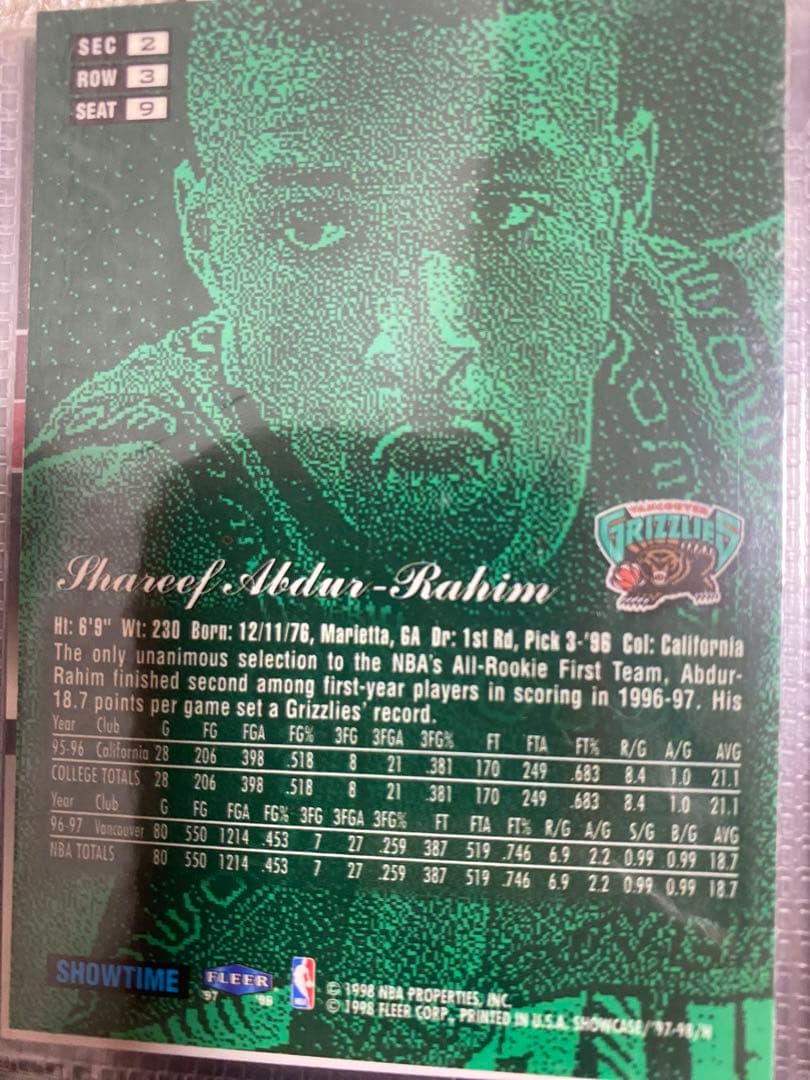 SEC 2
ROW 3
SEAT 9
VANCOUVER
GRIZZLIES
Shareef Abdur-Rahim
Ht: 6'9" Wt: 230 Born: 12/11/76, Marietta, GA Dr: 1st Rd, Pick 3-'96 Col: California
The only unanimous selection to the NBA's All-Rookie First Team, Abdur-
Rahim finished second among first-year players in scoring in 1996-97. His
18.7 points per game set a Grizzlies' record.
Year Club G FG FGA FG% 3FG 3FGA 3FG% FT FTA FT% R/G A/G AVG
95-96 California 28 206 398 .518 8 21 .381 170 249 .683 8.4 1.0 21.1
COLLEGE TOTALS 28 206 398 .518 8 21 .381 170 249 .683 8.4 1.0 21.1
Year Club G FG FGA FG% 3FG 3FGA 3FG% FT FTA FT% R/G A/G S/G B/G AVG
96-97 Vancouver 80 550 1214 .453 7 27 .259 387 519 .746 6.9 2.2 0.99 0.99 18.7
NBA TOTALS 80 550 1214 .453 7 27 .259 387 519 .746 6.9 2.2 0.99 0.99 18.7
SHOWTIME
FLEER
97 98
© 1998 NBA PROPERTIES, INC.
© 1998 FLEER CORP., PRINTED IN U.S.A. SHOWCASE/'97-98/N